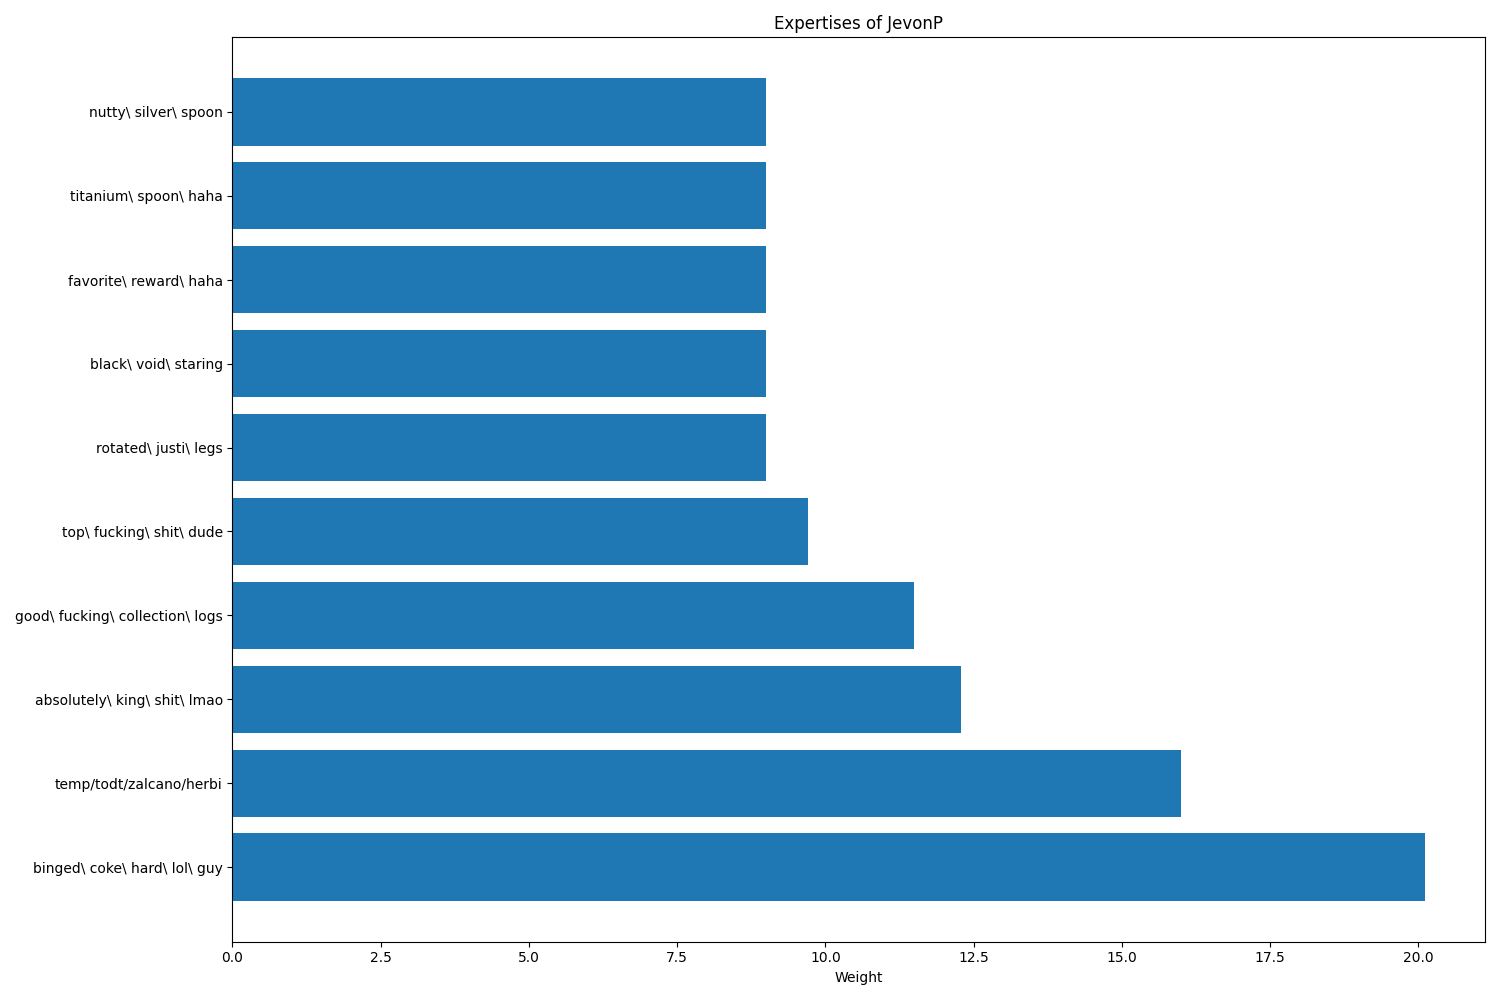 Expertises of JevonP
nutty\ silver\ spoon
titanium\ spoon\ haha
favorite\ reward\ haha
black\ void\ staring
rotated\ justi\ legs
top\ fucking\ shit\ dude
good\ fucking\ collection\ logs
absolutely\ king\ shit\ lmao
temp/todt/zalcano/herbi
binged\ coke\ hard\ lol\ guy
0.0 2.5 5.0 7.5 10.0 12.5 15.0 17.5 20.0
Weight